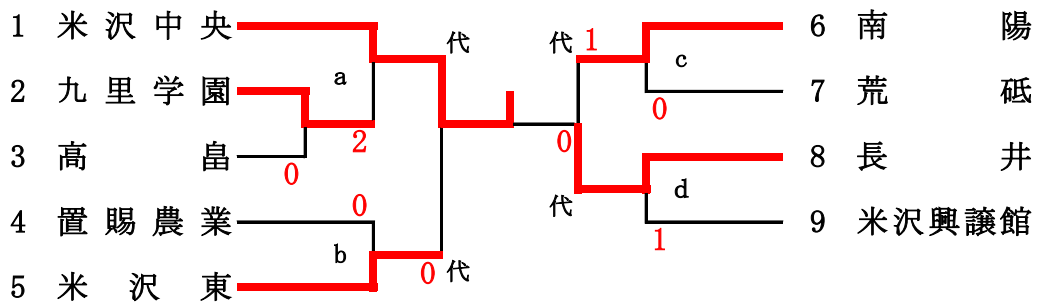 1 米沢中央
2 九里学園
3 高畠
4 置賜農業
5 米沢東
a
2
0
0
b
0
代
代
代
代
1
c
0
0
d
1
6 南陽
7 荒砥
8 長井
9 米沢興譲館